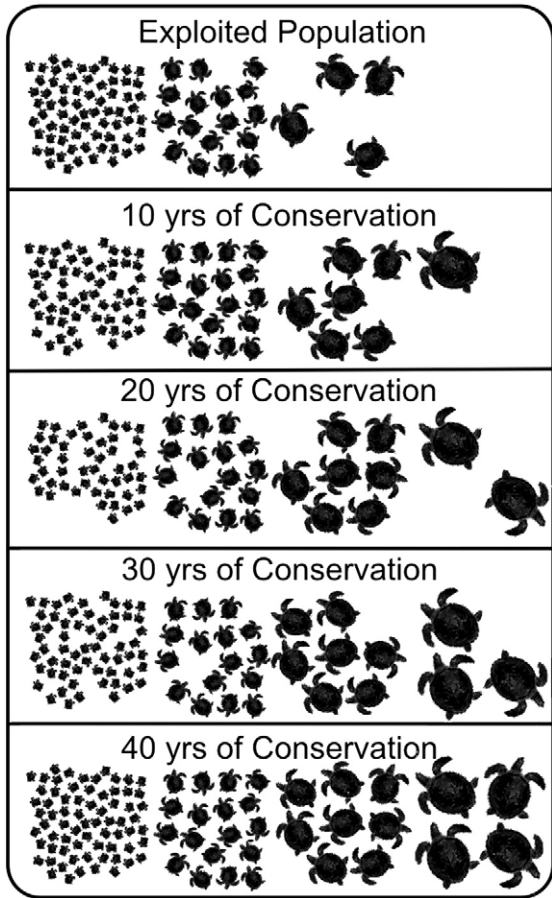 Exploited Population
10 yrs of Conservation
20 yrs of Conservation
30 yrs of Conservation
40 yrs of Conservation